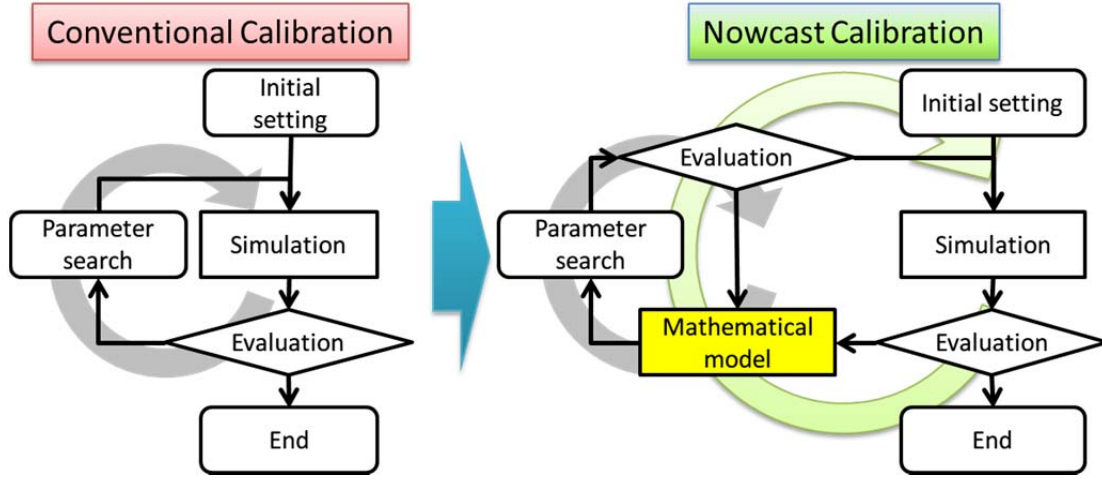 Conventional Calibration
Initial
setting
Parameter
search
Simulation
Evaluation
End
Nowcast Calibration
Initial setting
Evaluation
Parameter
search
Simulation
Mathematical
model
Evaluation
End